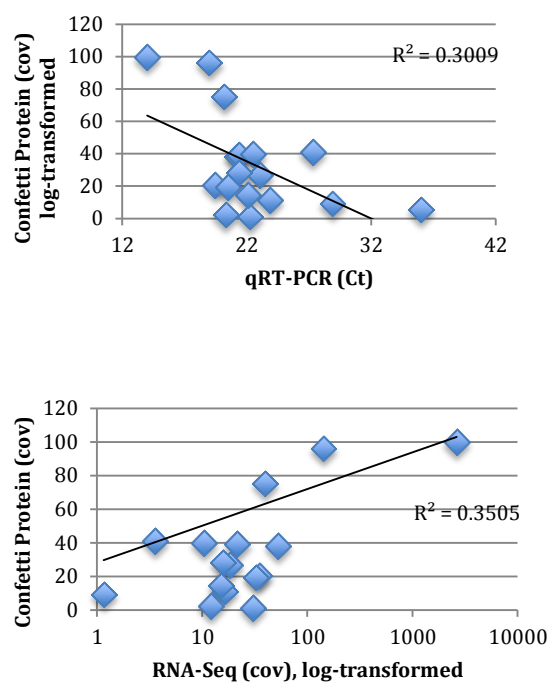 120
100
80
60
40
20
0
R² = 0.3009
Confetti Protein (cov)
log-transformed
12 22 32 42
qRT-PCR (Ct)
120
100
80
60
40
20
0
R² = 0.3505
Confetti Protein (cov)
1 10 100 1000 10000
RNA-Seq (cov), log-transformed